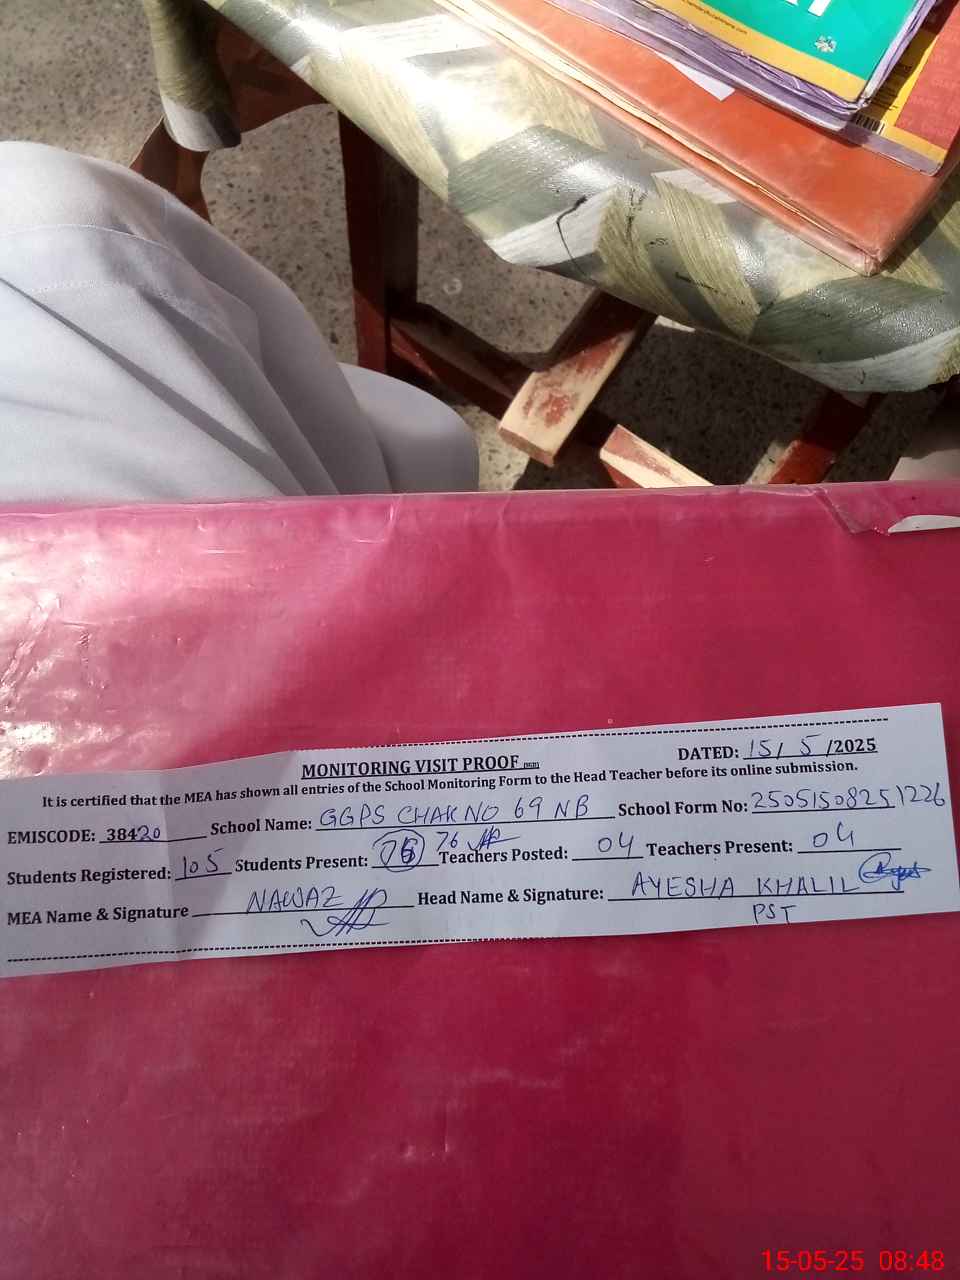 MONITORING VISIT PROOF
DATED: 15/5/2025
It is certified that the MEA has shown all entries of the School Monitoring Form to the Head Teacher before its online submission.
EMISCODE: 38420 School Name: GGPS CHAK NO 69 NB School Form No: 25051508251226
Students Registered: 105 Students Present: 76 76 Teachers Posted: 04 Teachers Present: 04
MEA Name & Signature NAWAZ Head Name & Signature: AYESHA KHALIL
PST
15-05-25 08:48